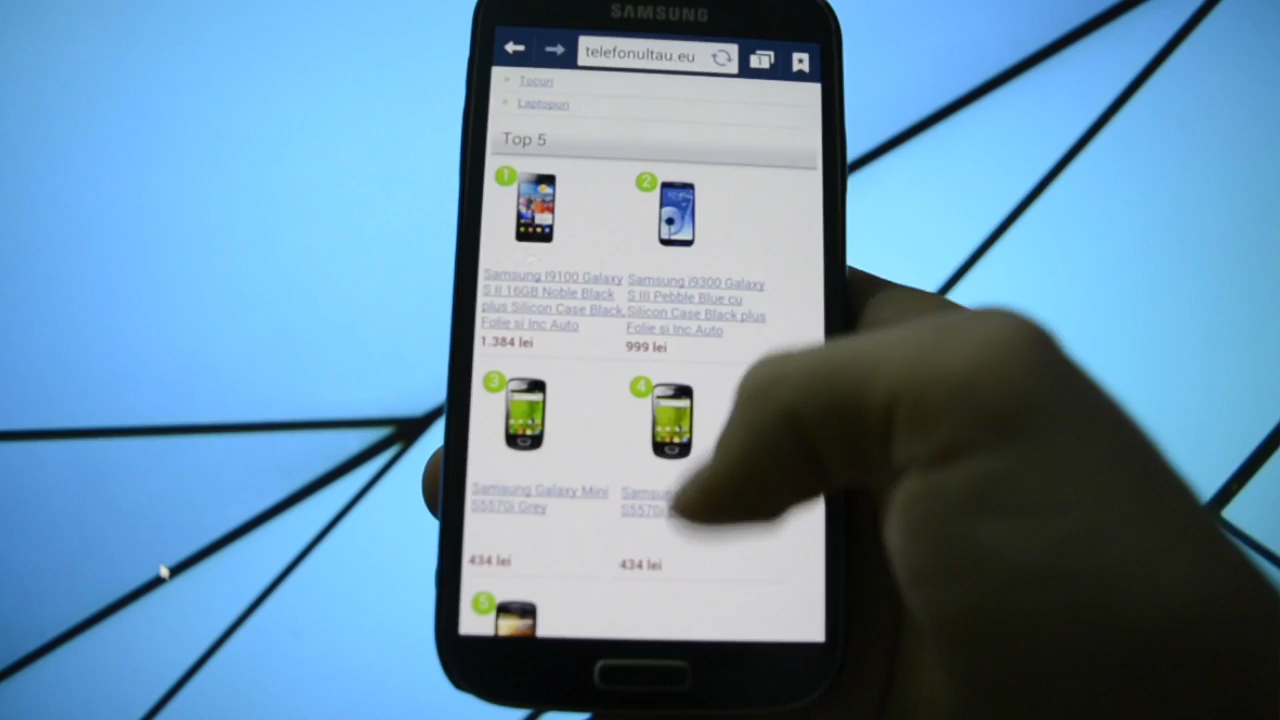 SAMSUNG
telefonultau.eu
1
Tocuri
Laptopuri
Top 5
1
2
Samsung I9100 Galaxy
S II 16GB Noble Black
plus Silicon Case Black,
Folie si Inc Auto
1.384 lei
Samsung i9300 Galaxy
S III Pebble Blue cu
Silicon Case Black plus
Folie si Inc Auto
999 lei
3
4
Samsung Galaxy Mini
S5570i Grey
434 lei
S5570i
434 lei
5